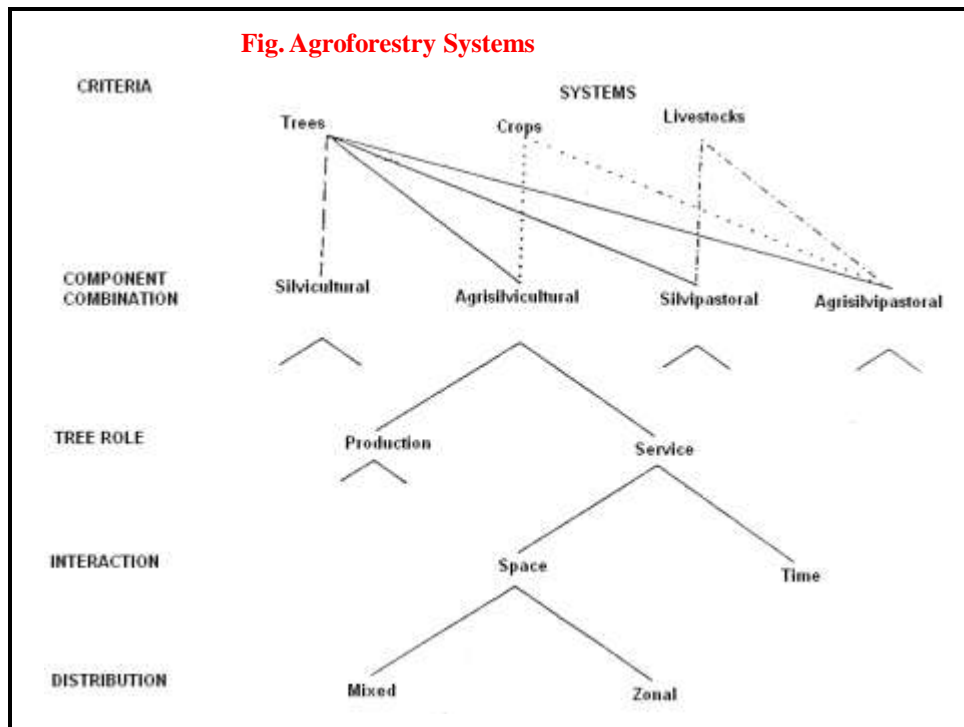 Fig. Agroforestry Systems
CRITERIA
SYSTEMS
Trees
Crops
Livestocks
COMPONENT
COMBINATION
Silvicultural
Agrisilvicultural
Silvipastoral
Agrisilvipastoral
TREE ROLE
Production
Service
INTERACTION
Space
Time
DISTRIBUTION
Mixed
Zonal